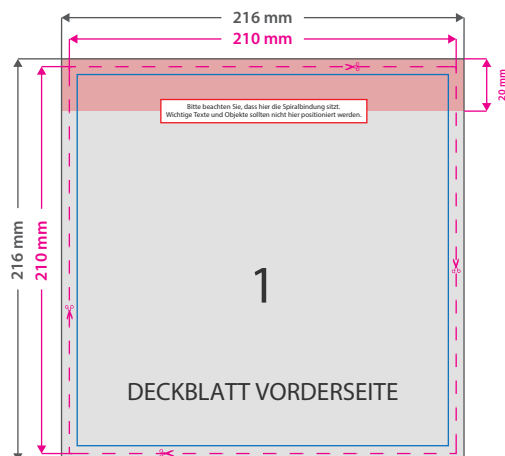 216 mm
210 mm
20 mm
Bitte beachten Sie, dass hier die Spiralbindung sitzt.
Wichtige Texte und Objekte sollten nicht hier positioniert werden.
216 mm
210 mm
1
DECKBLATT VORDERSEITE